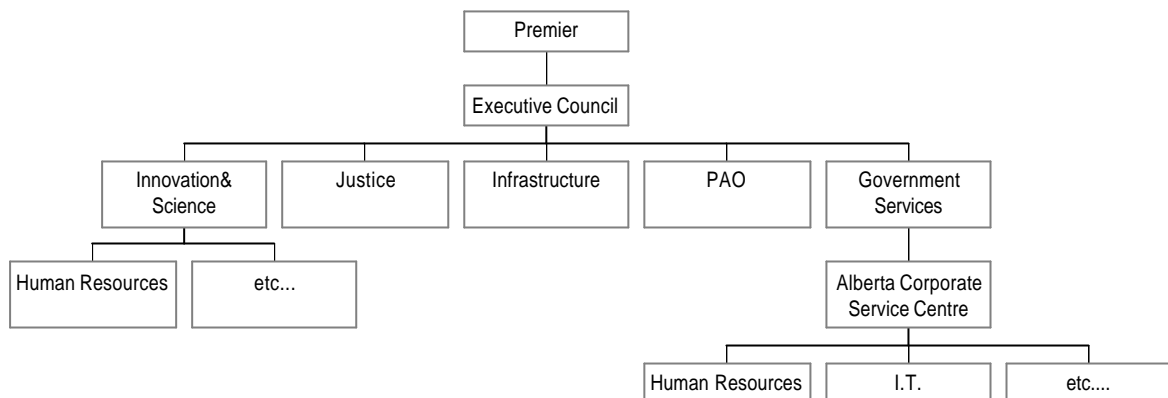 Premier
Executive Council
Innovation&
Science
Justice
Infrastructure
PAO
Government
Services
Human Resources
etc...
Alberta Corporate
Service Centre
Human Resources
I.T.
etc....